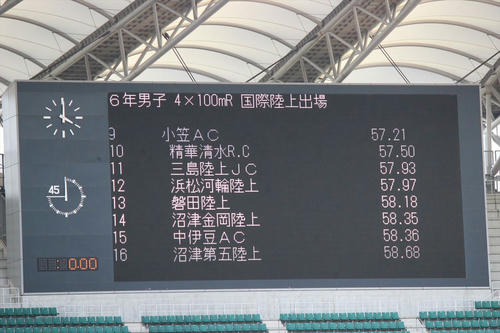 6年男子 4×100mR 国際陸上出場
9 小笠AC 57.21
10 精華清水R.C 57.50
11 三島陸上JC 57.93
12 浜松河輪陸上 57.97
13 磐田陸上 58.18
14 沼津金岡陸上 58.35
15 中伊豆AC 58.36
16 沼津第五陸上 58.68
45
:0.00